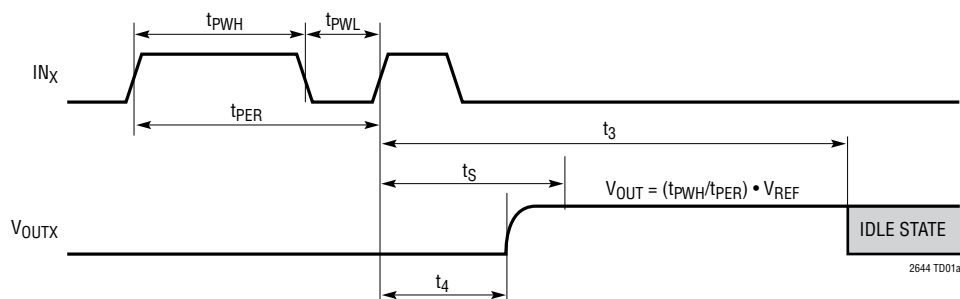 tPWH
tPWL
INX
tPER
t3
tS
VOUT = (tPWH/tPER) • VREF
VOUTX
IDLE STATE
2644 TD01a
t4